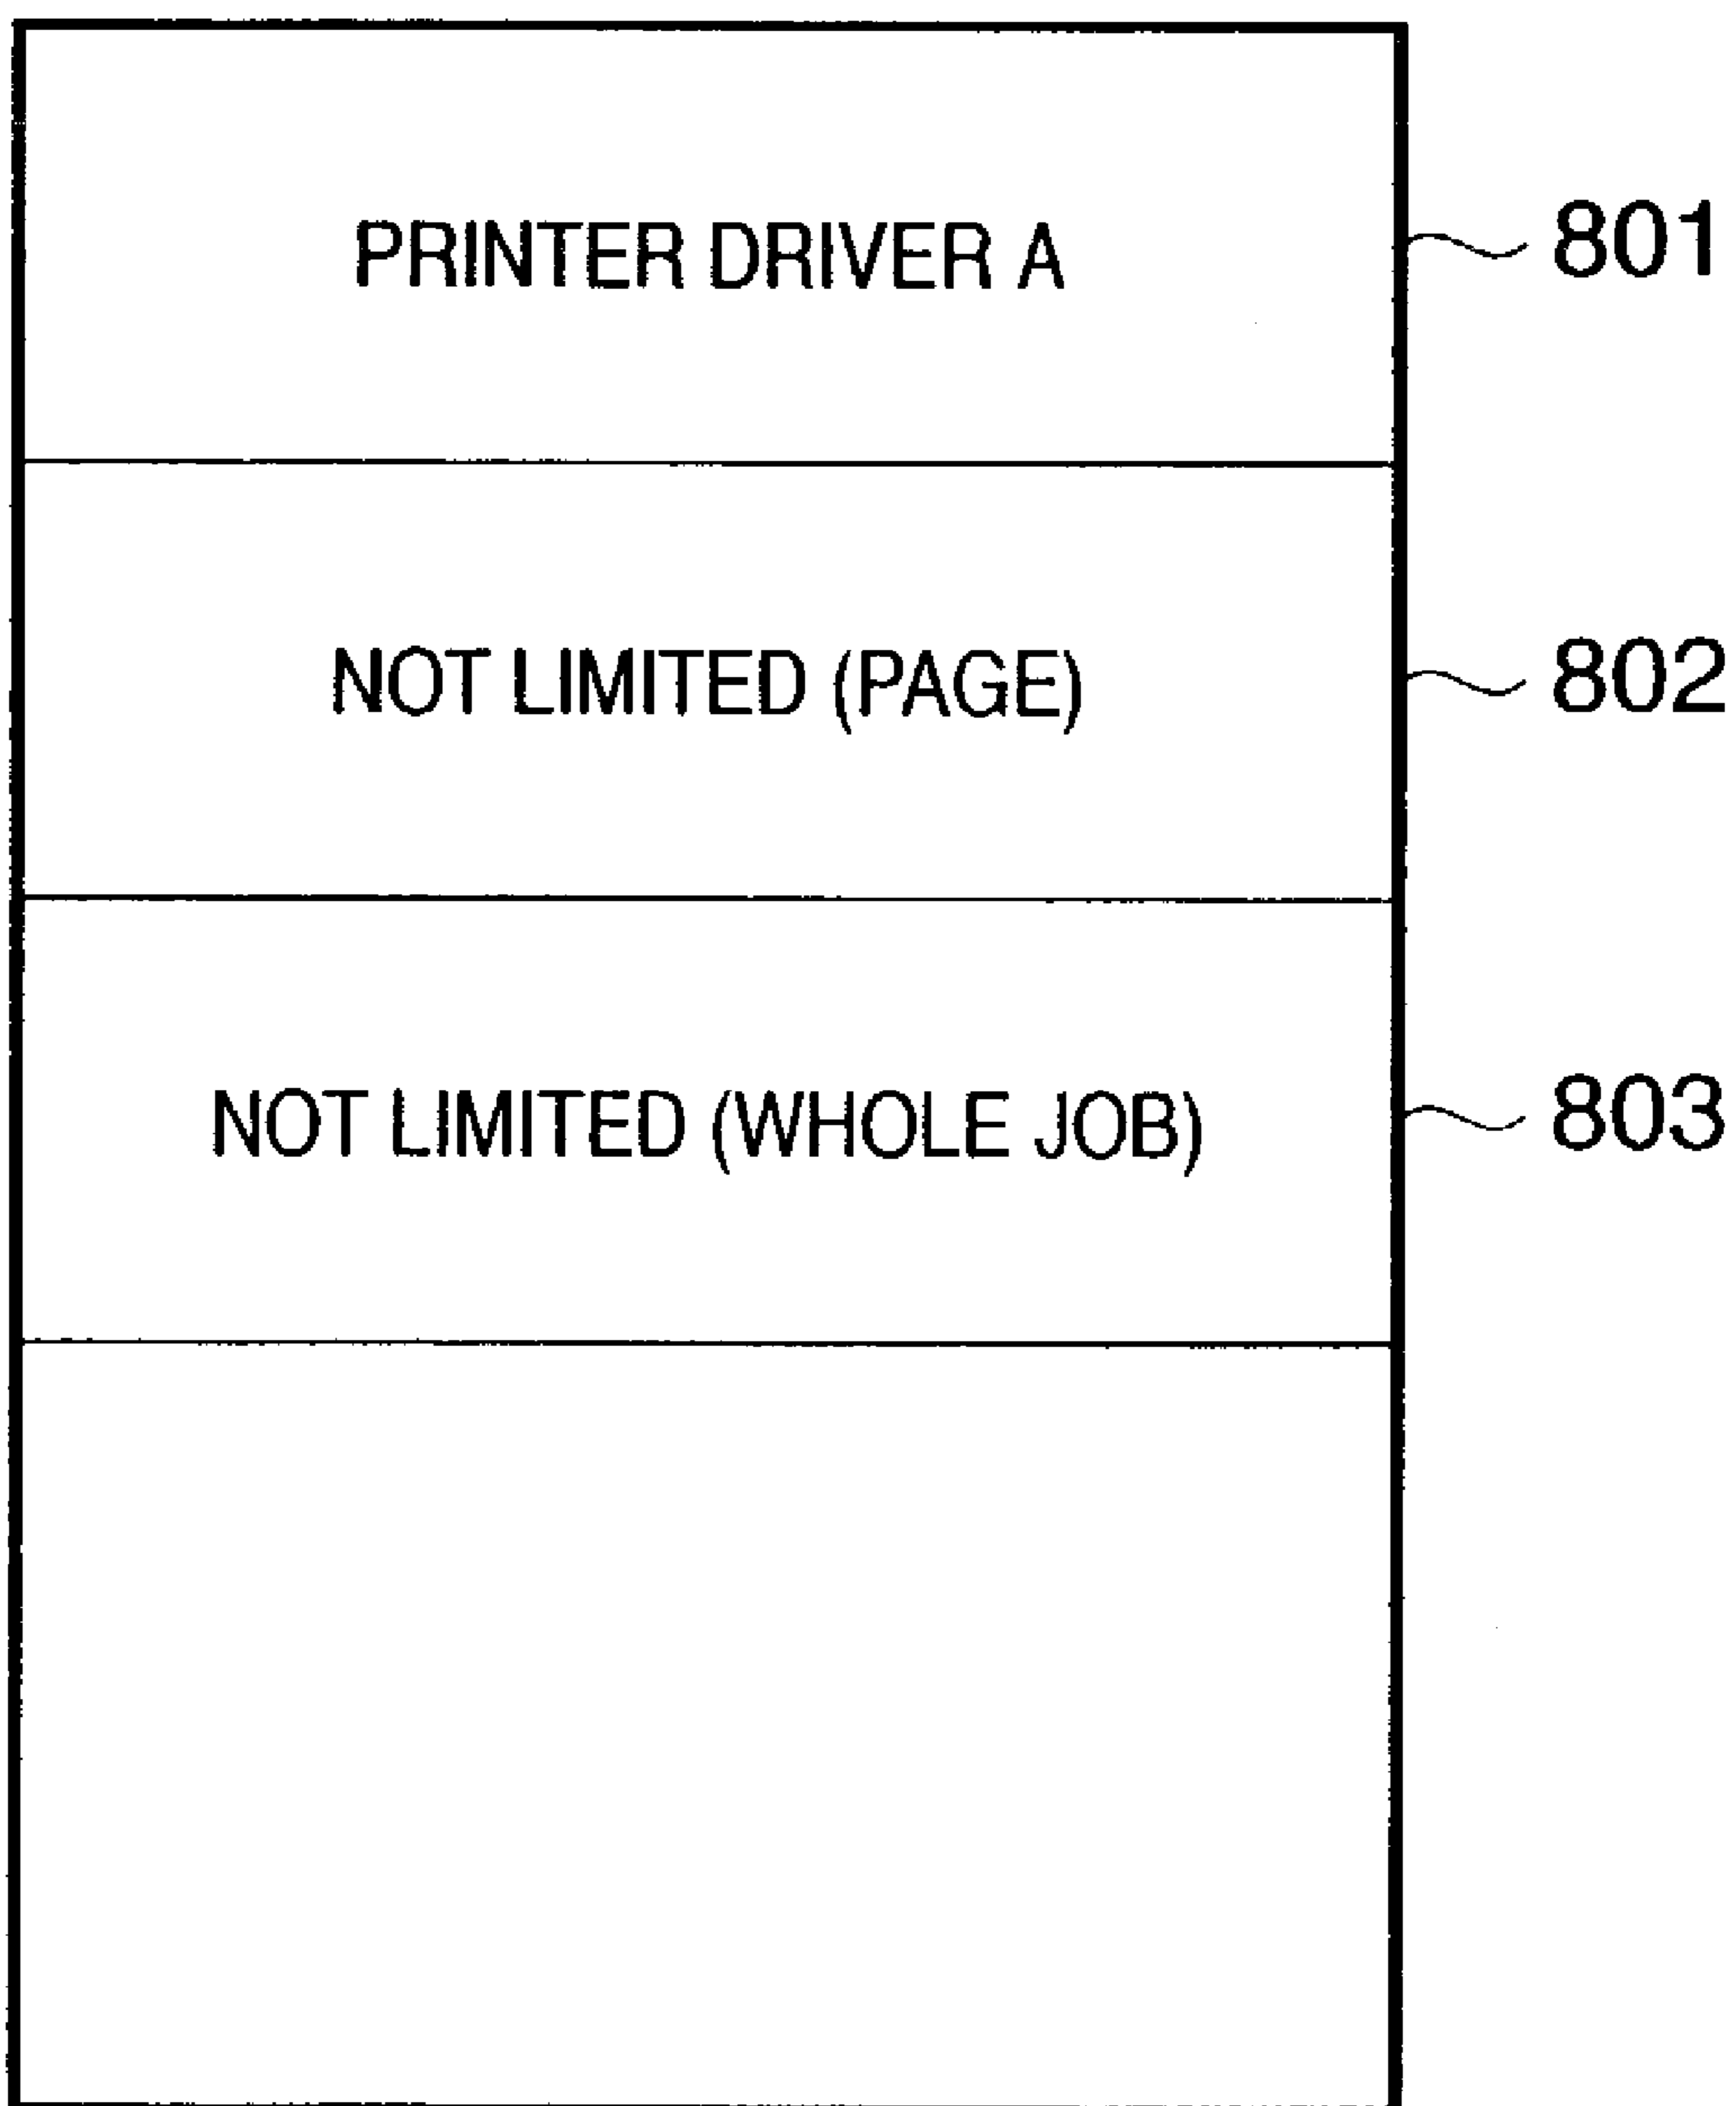 PRINTER DRIVER A 801
NOT LIMITED (PAGE) 802
NOT LIMITED (WHOLE JOB) 803